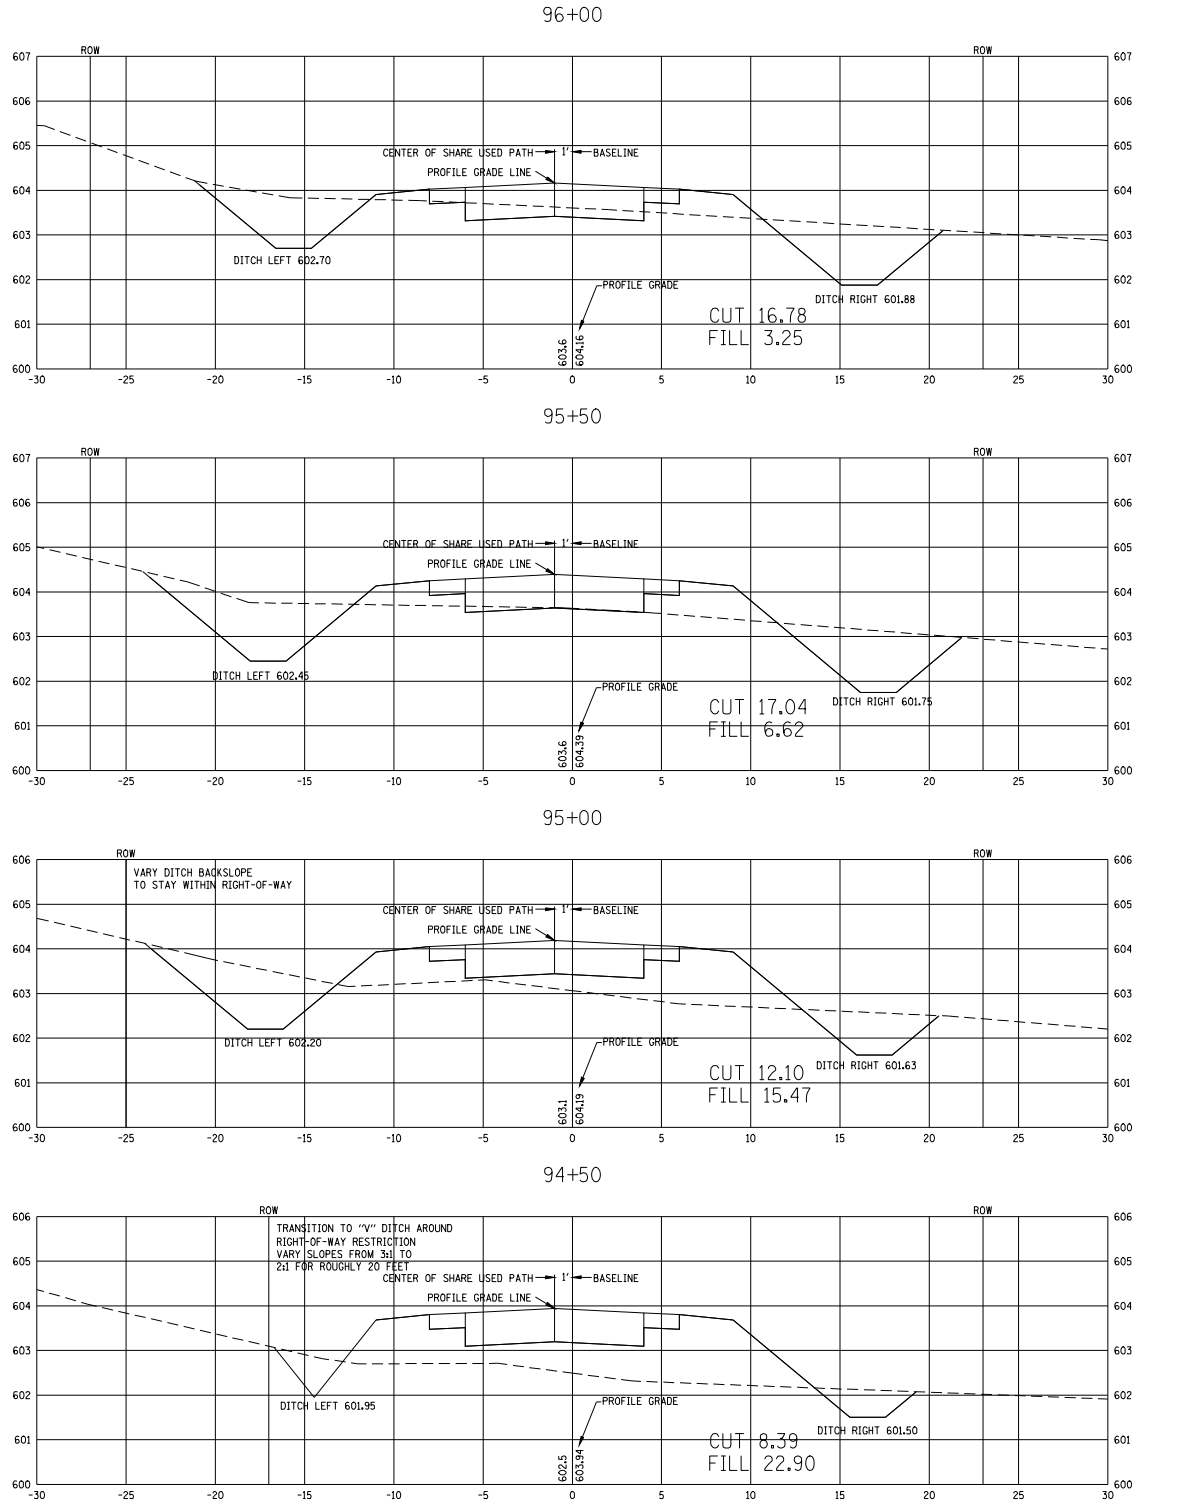 96+00
ROW ROW
607 607
606 606
605 605
CENTER OF SHARE USED PATH 1' BASELINE
PROFILE GRADE LINE
604 604
603 603
DITCH LEFT 602.70
602 602
PROFILE GRADE
DITCH RIGHT 601.88
CUT 16.78
601 601
FILL 3.25
603.6
604.16
600 600
-30 -25 -20 -15 -10 -5 0 5 10 15 20 25 30
95+50
ROW ROW
607 607
606 606
605 605
CENTER OF SHARE USED PATH 1' BASELINE
PROFILE GRADE LINE
604 604
603 603
DITCH LEFT 602.45
602 602
PROFILE GRADE
DITCH RIGHT 601.75
CUT 17.04
601 601
FILL 6.62
603.6
604.39
600 600
-30 -25 -20 -15 -10 -5 0 5 10 15 20 25 30
95+00
ROW ROW
606 606
VARY DITCH BACKSLOPE
TO STAY WITHIN RIGHT-OF-WAY
605 605
CENTER OF SHARE USED PATH 1' BASELINE
PROFILE GRADE LINE
604 604
603 603
602 602
DITCH LEFT 602.20
PROFILE GRADE
DITCH RIGHT 601.63
CUT 12.10
601 601
FILL 15.47
603.1
604.19
600 600
-30 -25 -20 -15 -10 -5 0 5 10 15 20 25 30
94+50
ROW ROW
606 606
TRANSITION TO "V" DITCH AROUND
RIGHT-OF-WAY RESTRICTION
VARY SLOPES FROM 3:1 TO
2:1 FOR ROUGHLY 20 FEET
605 605
CENTER OF SHARE USED PATH 1' BASELINE
PROFILE GRADE LINE
604 604
603 603
602 602
DITCH LEFT 601.95
PROFILE GRADE
DITCH RIGHT 601.50
CUT 8.39
601 601
FILL 22.90
602.5
603.94
600 600
-30 -25 -20 -15 -10 -5 0 5 10 15 20 25 30